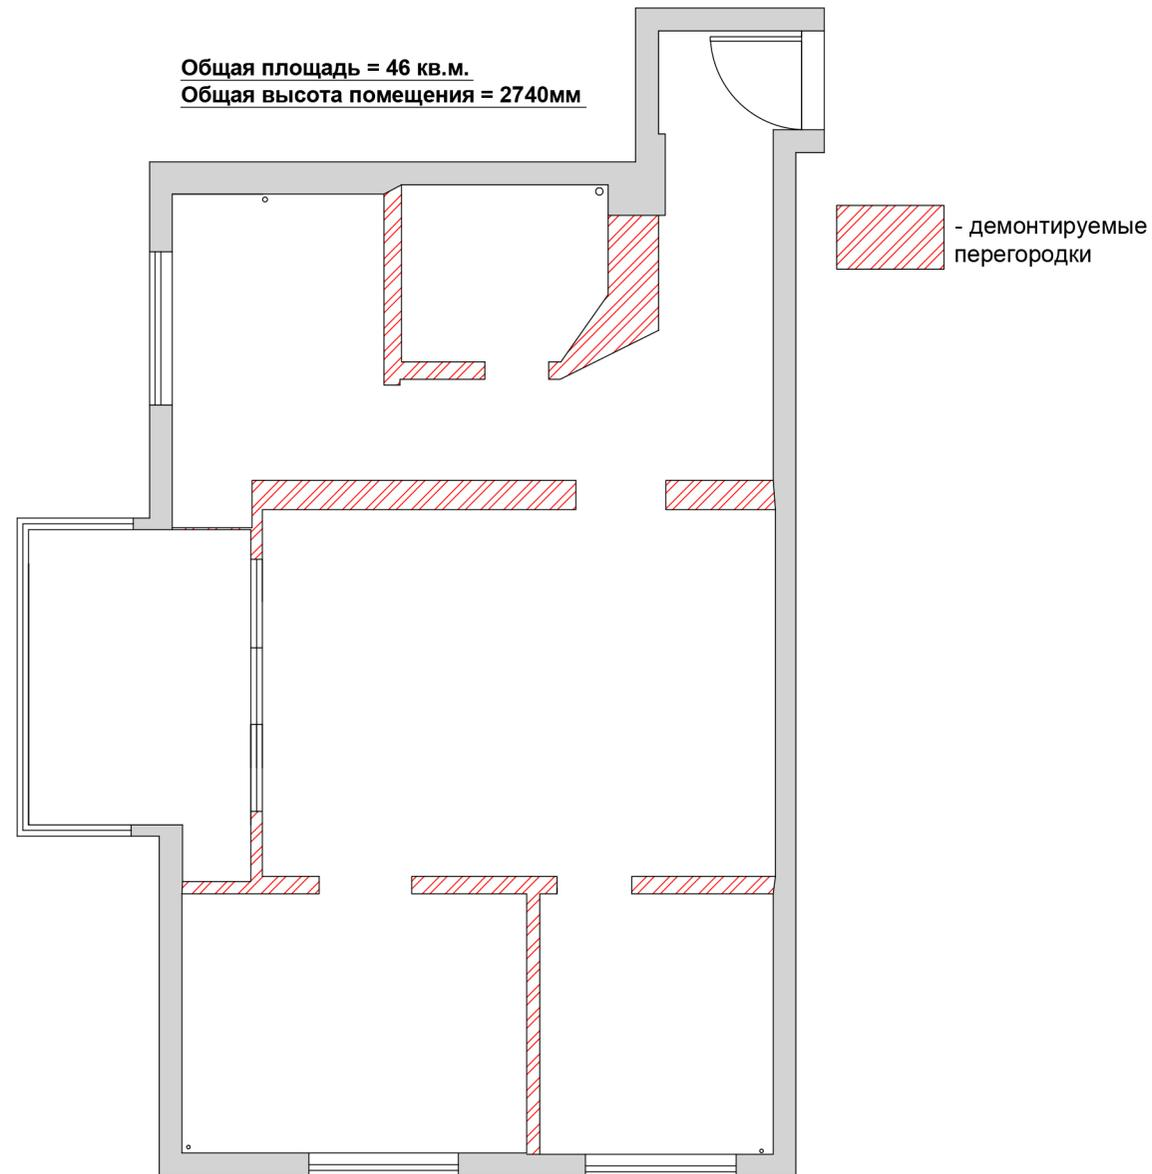 Общая площадь = 46 кв.м.
Общая высота помещения = 2740мм
- демонтируемые
перегородки